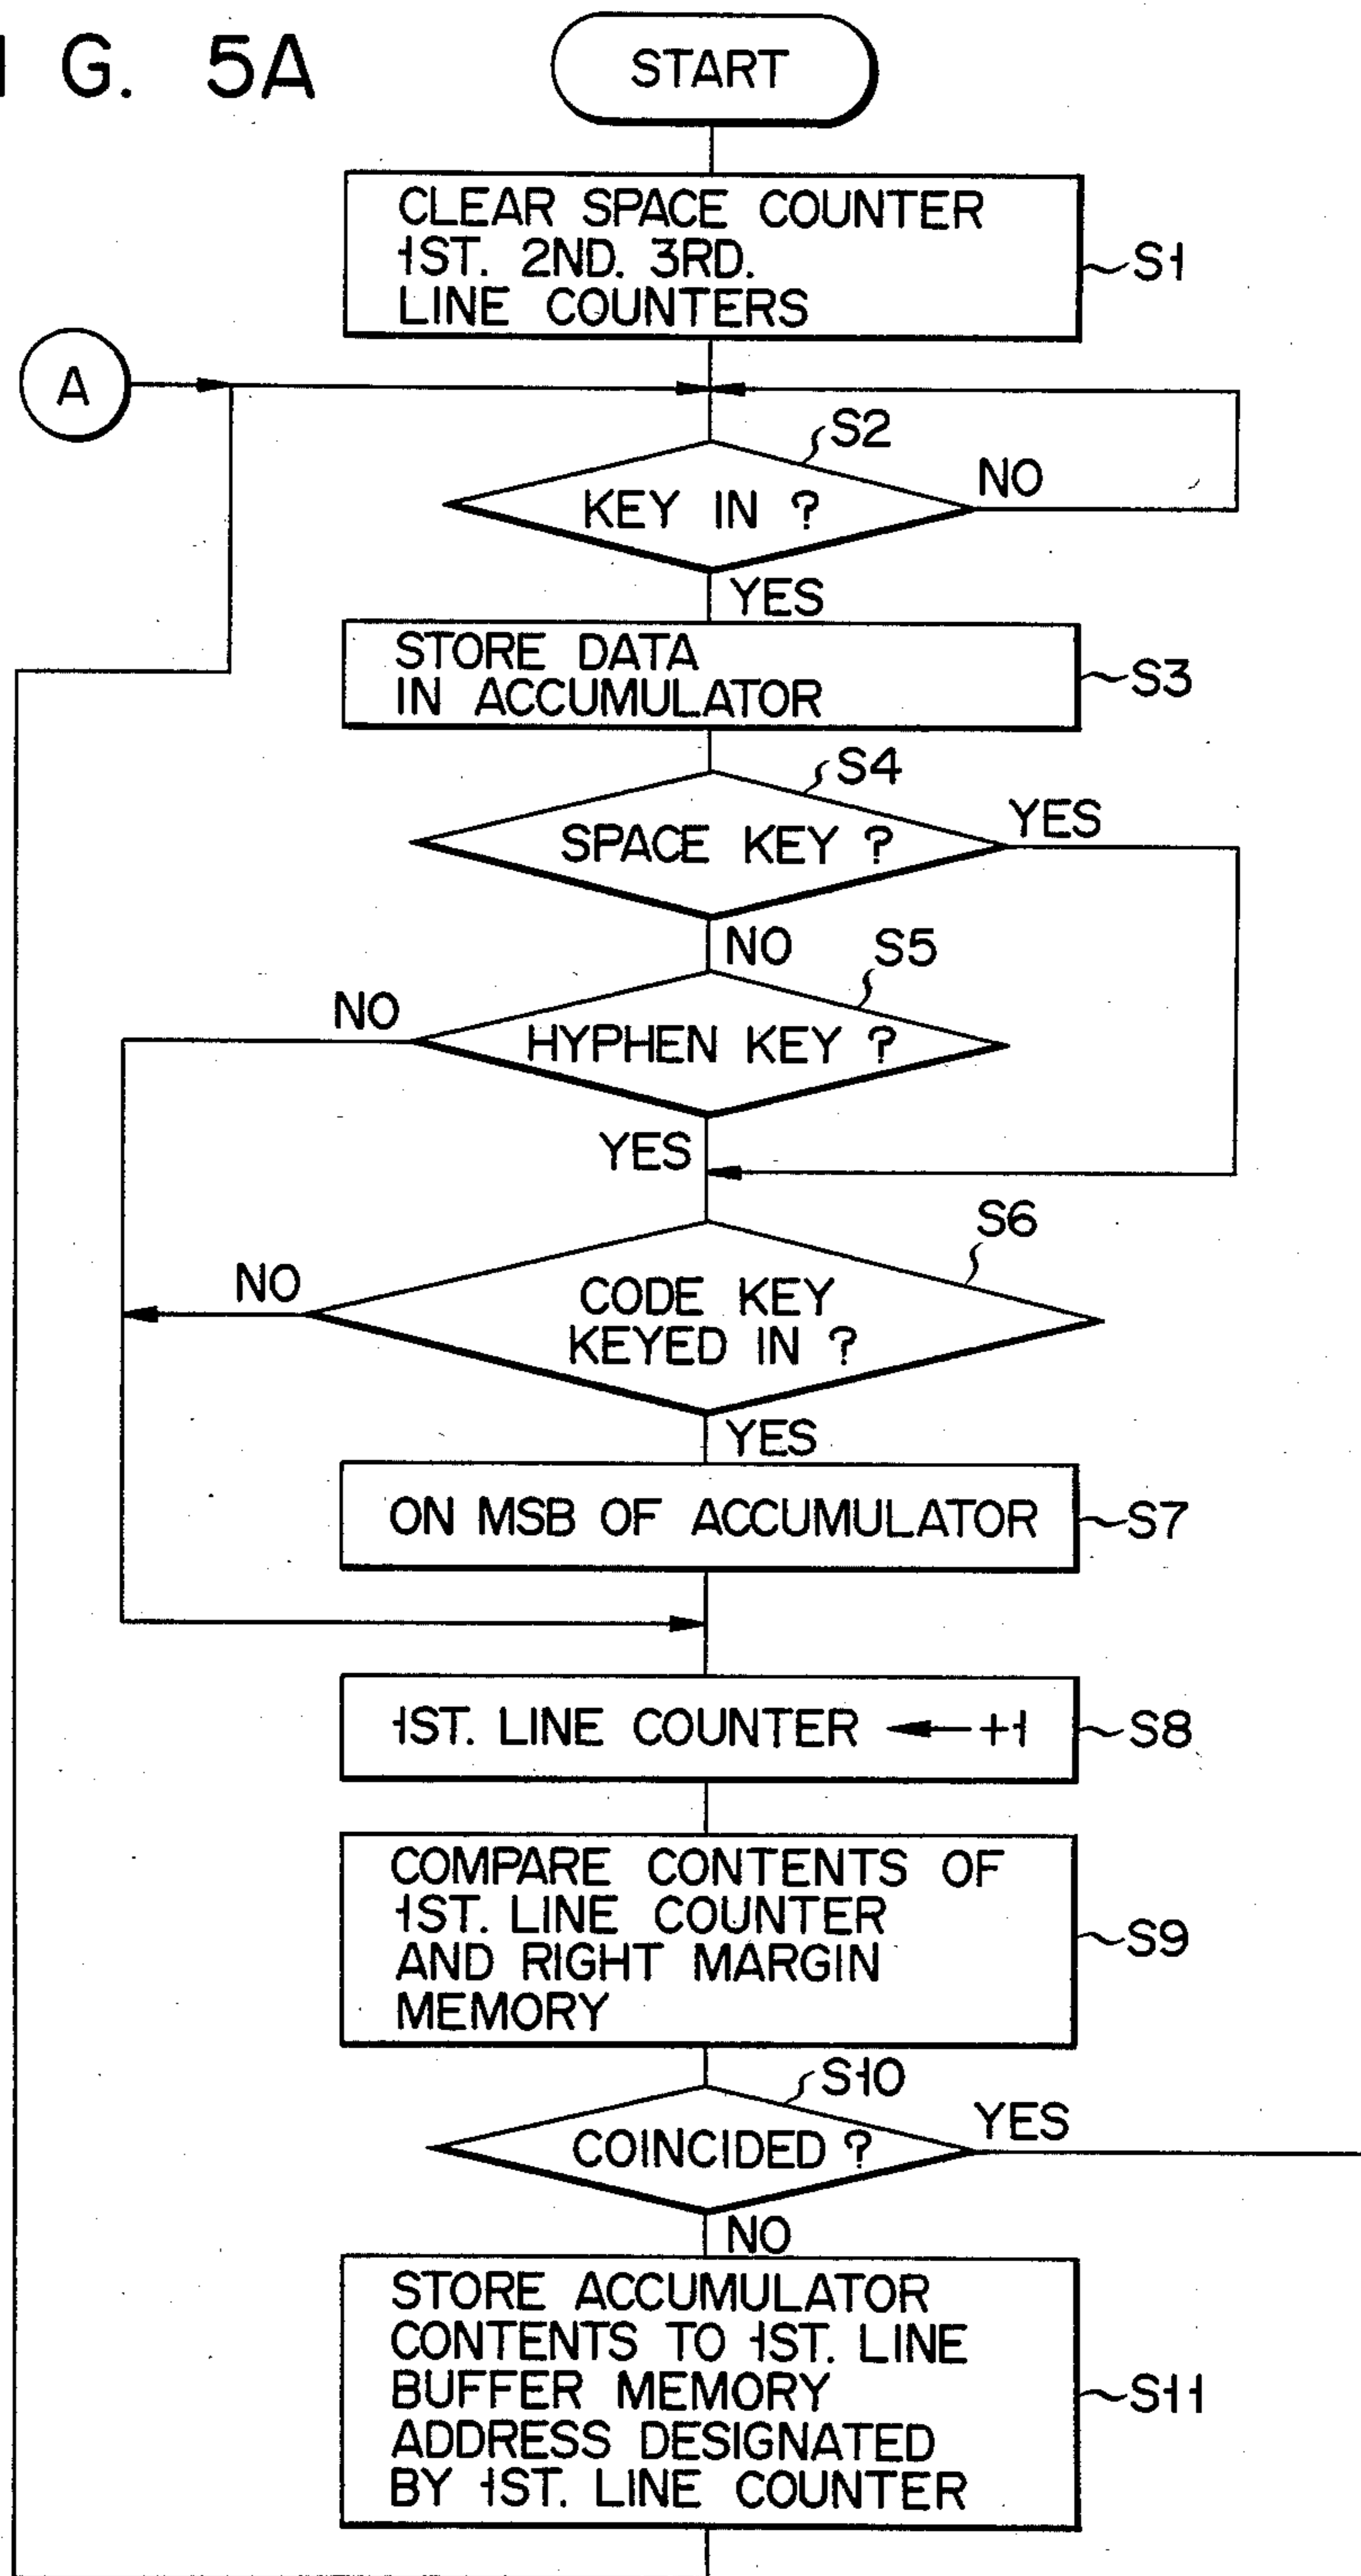 I G. 5A
START
CLEAR SPACE COUNTER
1ST. 2ND. 3RD.
LINE COUNTERS
S1
A
S2
KEY IN ?
NO
YES
STORE DATA
IN ACCUMULATOR
S3
S4
SPACE KEY ?
YES
NO
S5
NO
HYPHEN KEY ?
YES
S6
NO
CODE KEY
KEYED IN ?
YES
ON MSB OF ACCUMULATOR
S7
1ST. LINE COUNTER ← +1
S8
COMPARE CONTENTS OF
1ST. LINE COUNTER
AND RIGHT MARGIN
MEMORY
S9
S10
COINCIDED ?
YES
NO
STORE ACCUMULATOR
CONTENTS TO 1ST. LINE
BUFFER MEMORY
ADDRESS DESIGNATED
BY 1ST. LINE COUNTER
S11